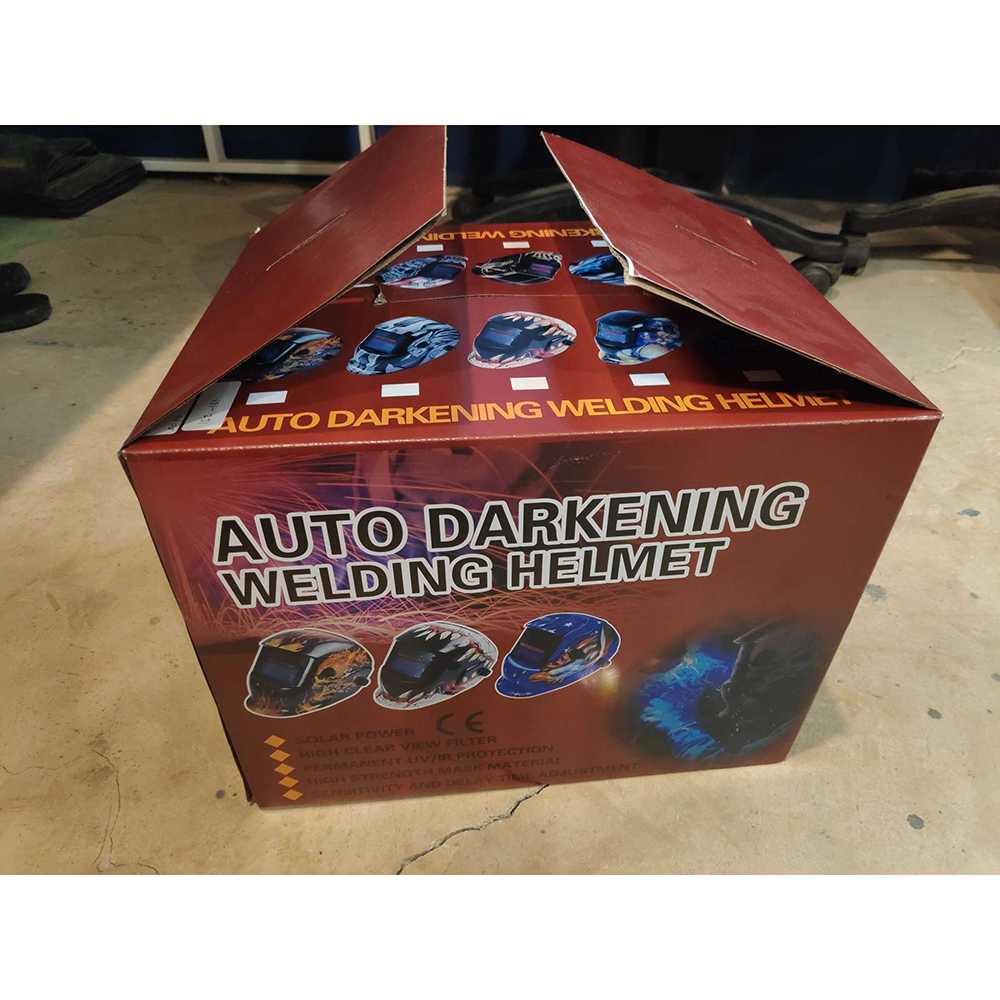 AUTO DARKENING WELDING HELMET
AUTO DARKENING
WELDING HELMET
CE
SOLAR POWER
HIGH CLEAR VIEW FILTER
PERMANENT UV/IR PROTECTION.
HIGH STRENGTH MASK MATERIAL
SENSITIVITY AND DELAY TIME ADJUSTMENT